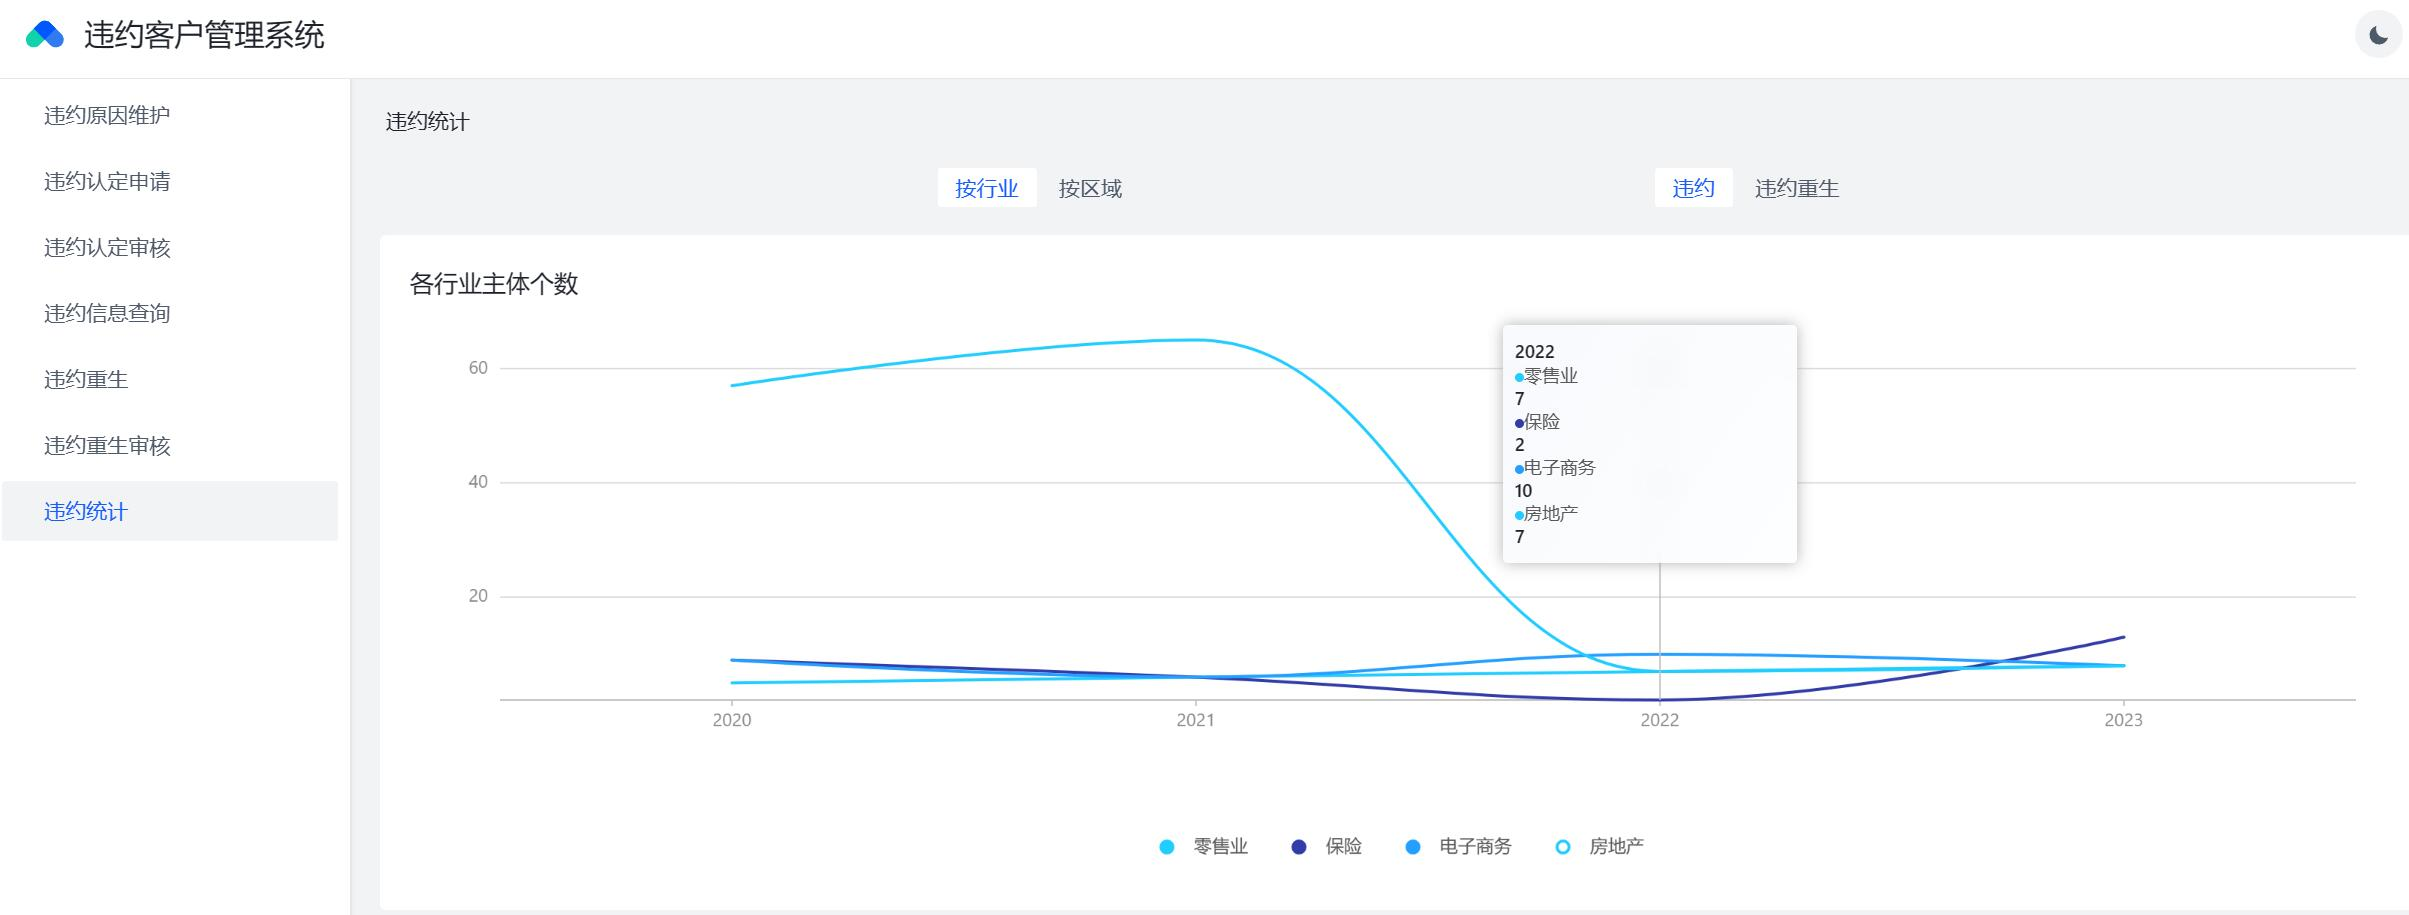 违约客户管理系统
违约原因维护
违约认定申请
违约认定审核
违约信息查询
违约重生
违约重生审核
违约统计
违约统计
按行业 按区域
违约 违约重生
各行业主体个数
60
40
20
2020 2021 2022 2023
2022
零售业
7
保险
2
电子商务
10
房地产
7
零售业 保险 电子商务 房地产